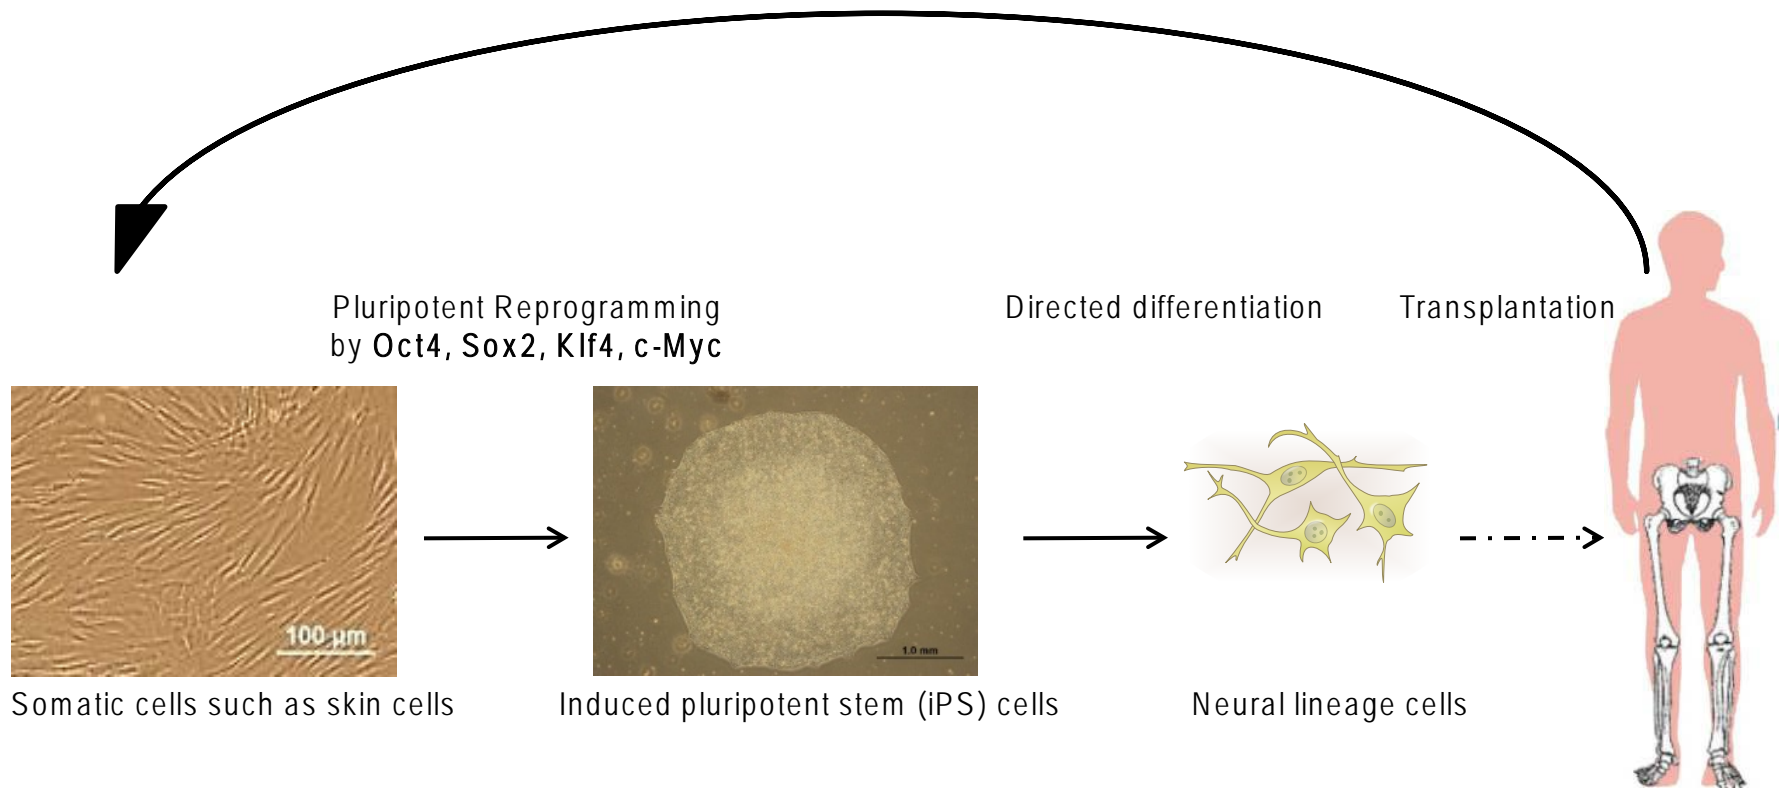 Pluripotent Reprogramming
by Oct4, Sox2, Klf4, c-Myc
Directed differentiation
Transplantation
100 µm
1.0 mm
Somatic cells such as skin cells
Induced pluripotent stem (iPS) cells
Neural lineage cells